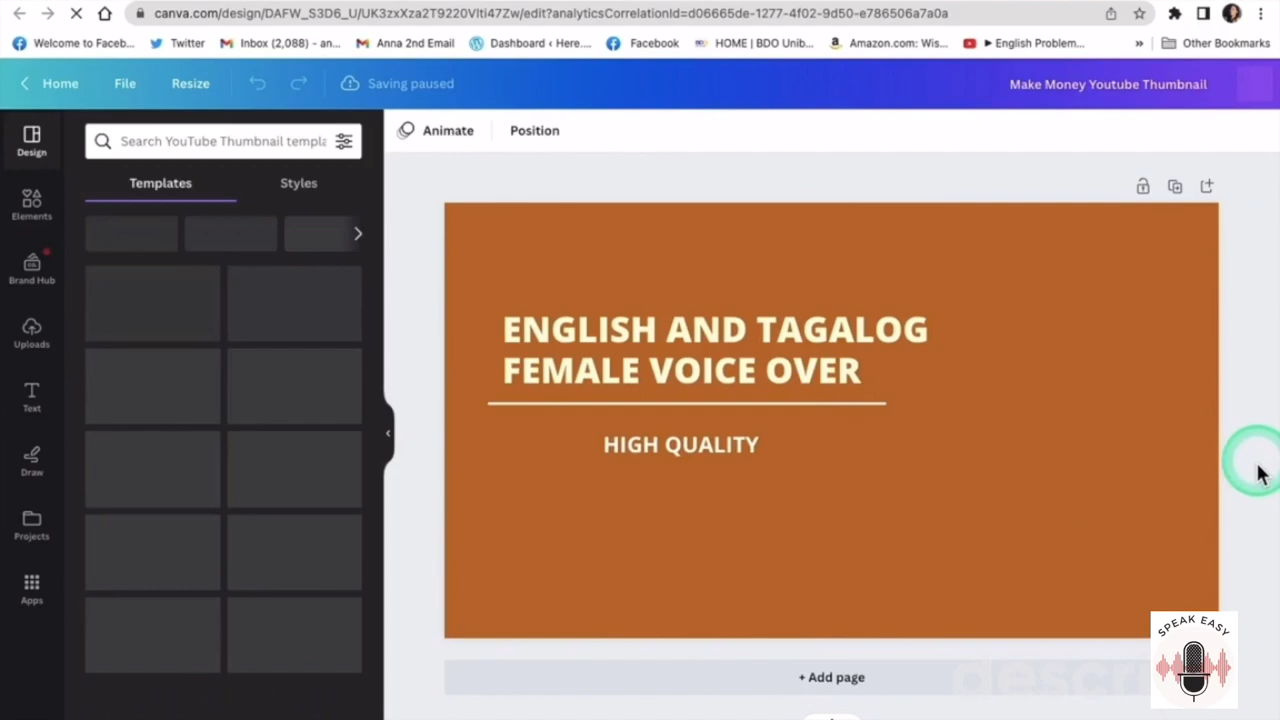 canva.com/design/DAFW_S3D6_U/UK3zxXza2T9220VIti47Zw/edit?analyticsCorrelationId=d06665de-1277-4f02-9d50-e786506a7a0a
Welcome to Faceb... Twitter Inbox (2,088) - an... Anna 2nd Email Dashboard ‹ Here.... Facebook HOME | BDO Unib... Amazon.com: Wis... ▶ English Problem... » Other Bookmarks
Home File Resize Saving paused Make Money Youtube Thumbnail
Design
Search YouTube Thumbnail templa
Animate Position
Templates Styles
Elements
Brand Hub
Uploads
Text
Draw
Projects
Apps
ENGLISH AND TAGALOG
FEMALE VOICE OVER
HIGH QUALITY
+ Add page
SPEAK EASY